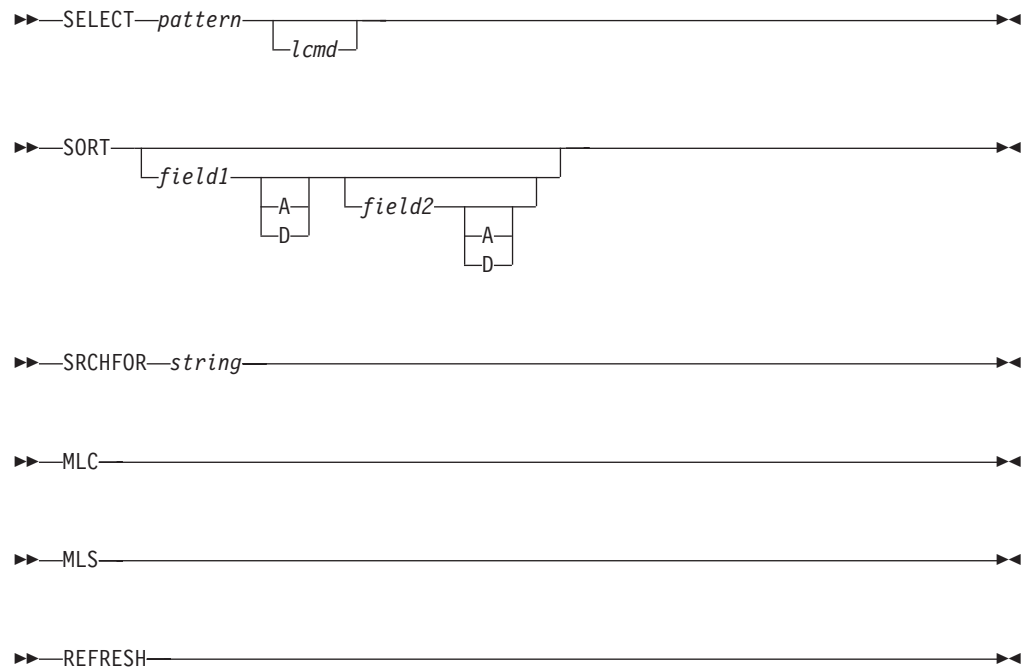 SELECT pattern
lcmd
SORT
field1
A
D
field2
A
D
SRCHFOR string
MLC
MLS
REFRESH